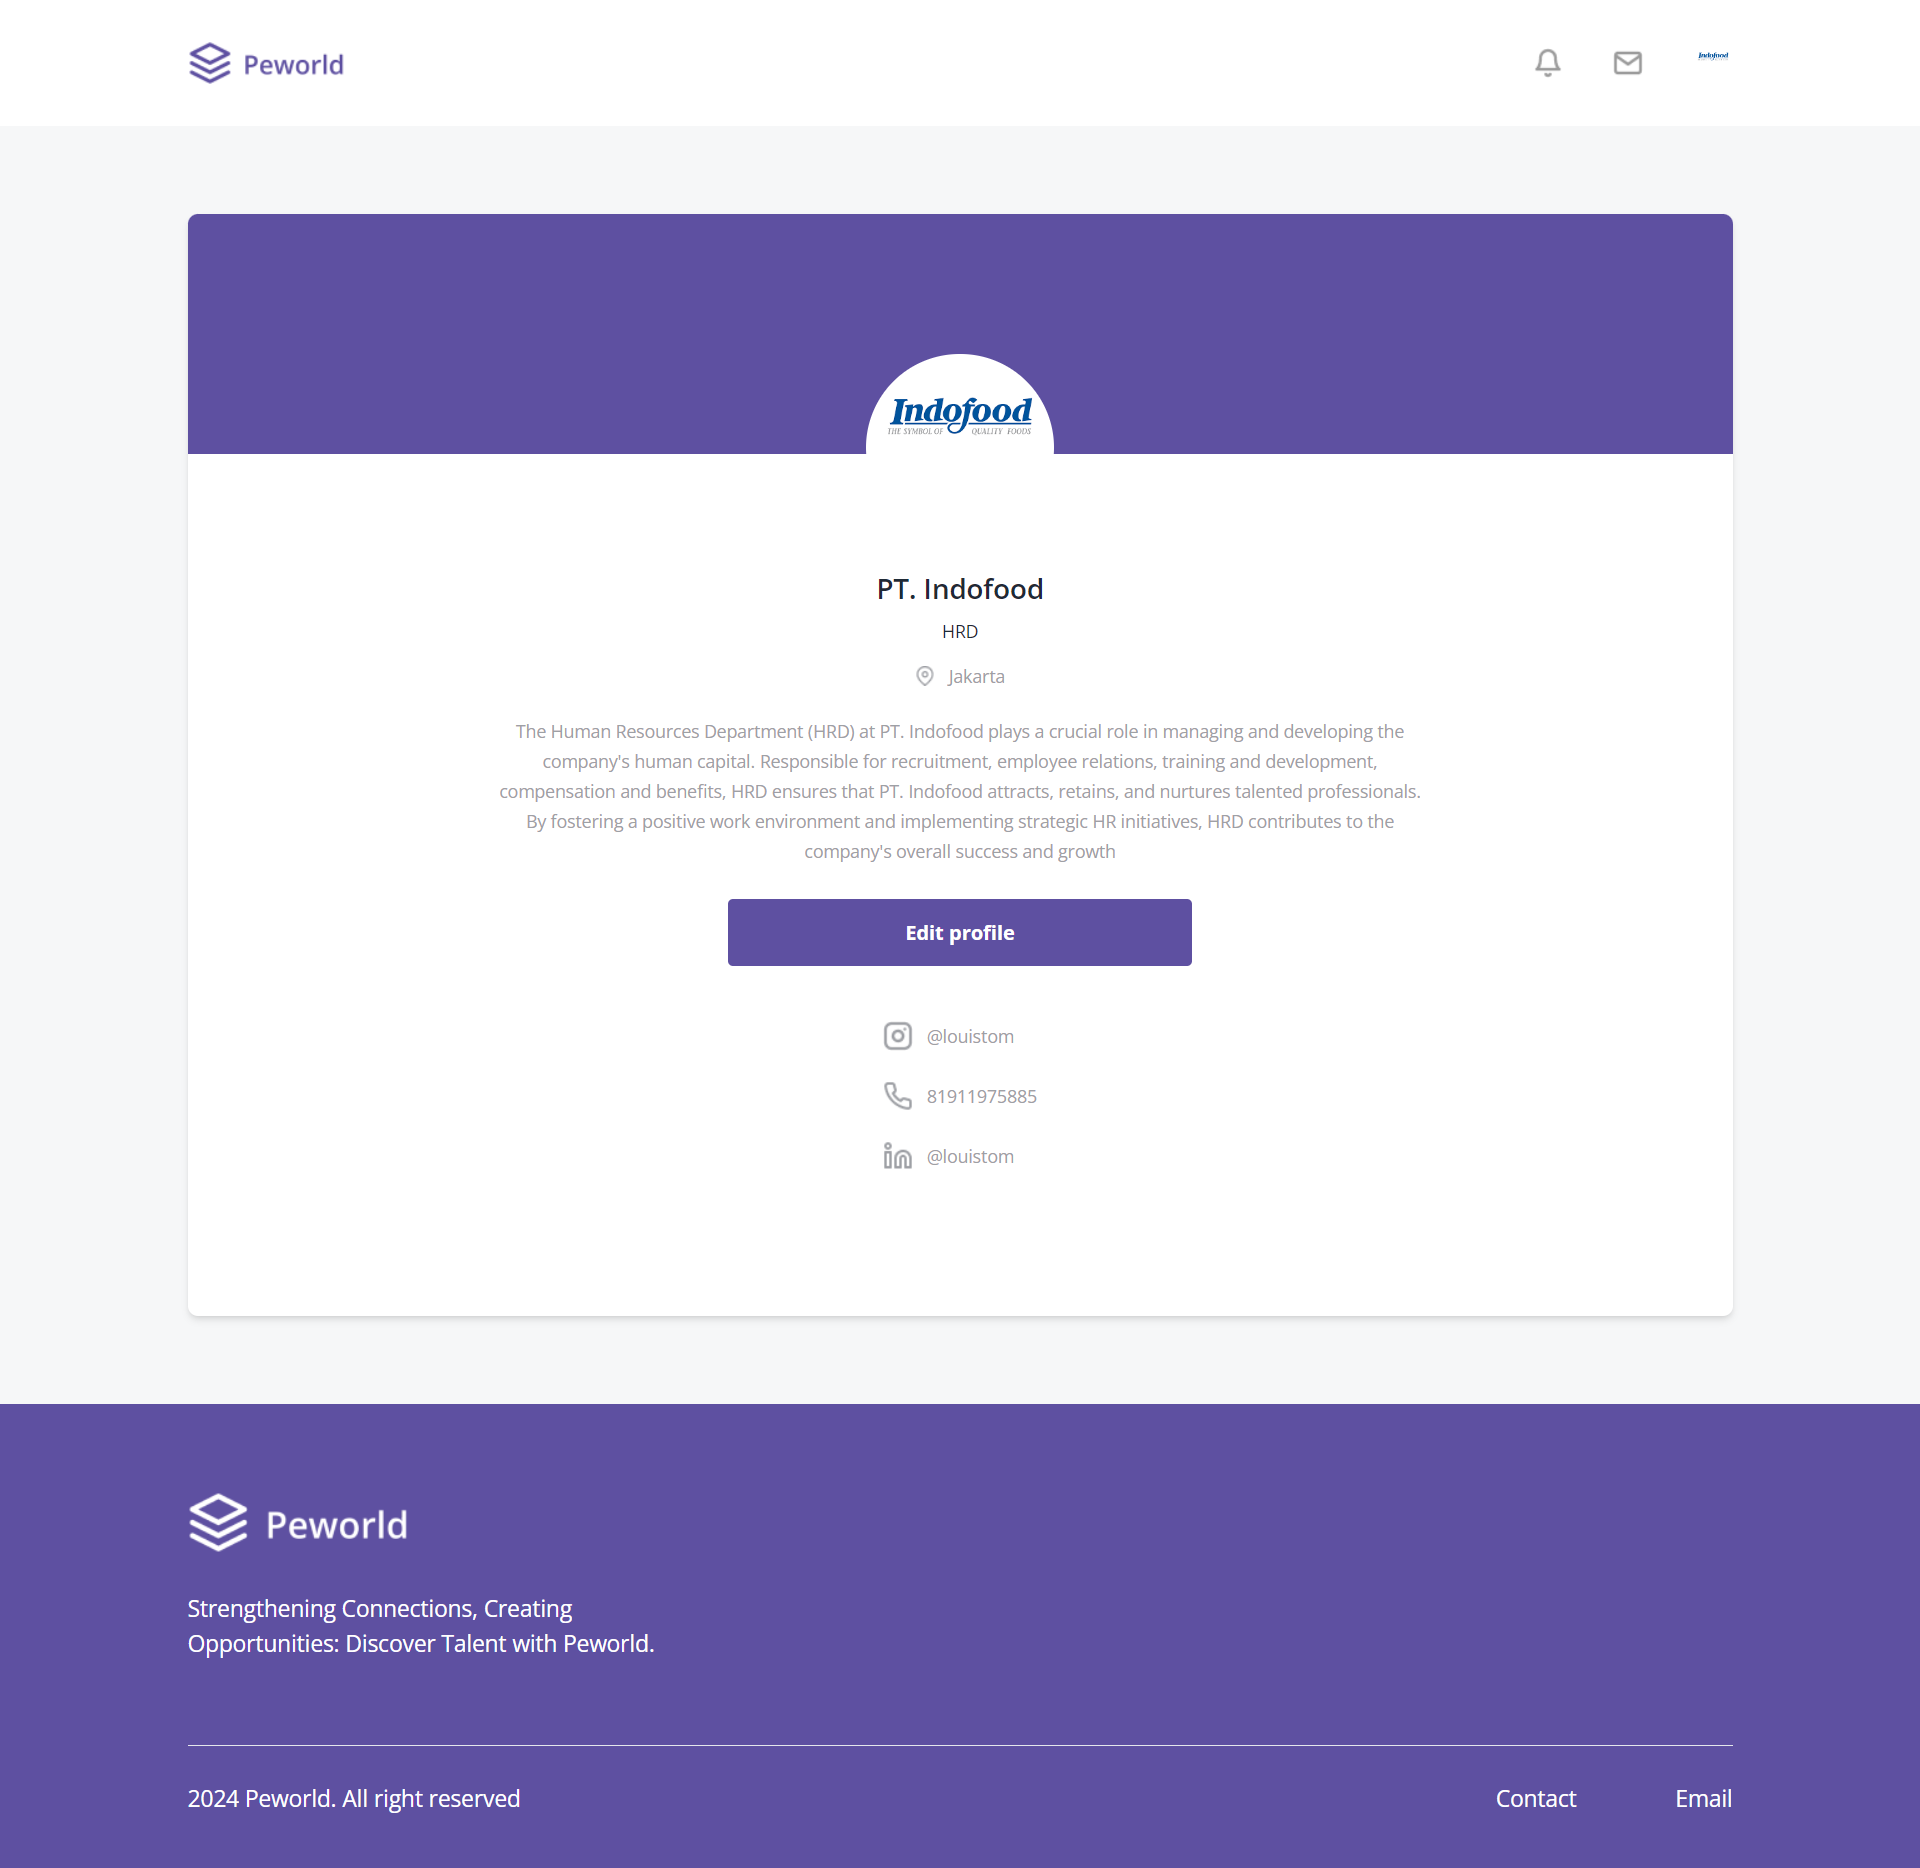 Peworld
Indofood
Indofood
THE SYMBOL OF QUALITY FOODS
PT. Indofood
HRD
Jakarta
The Human Resources Department (HRD) at PT. Indofood plays a crucial role in managing and developing the
company's human capital. Responsible for recruitment, employee relations, training and development,
compensation and benefits, HRD ensures that PT. Indofood attracts, retains, and nurtures talented professionals.
By fostering a positive work environment and implementing strategic HR initiatives, HRD contributes to the
company's overall success and growth
Edit profile
@louistom
81911975885
@louistom
Peworld
Strengthening Connections, Creating
Opportunities: Discover Talent with Peworld.
2024 Peworld. All right reserved
Contact
Email